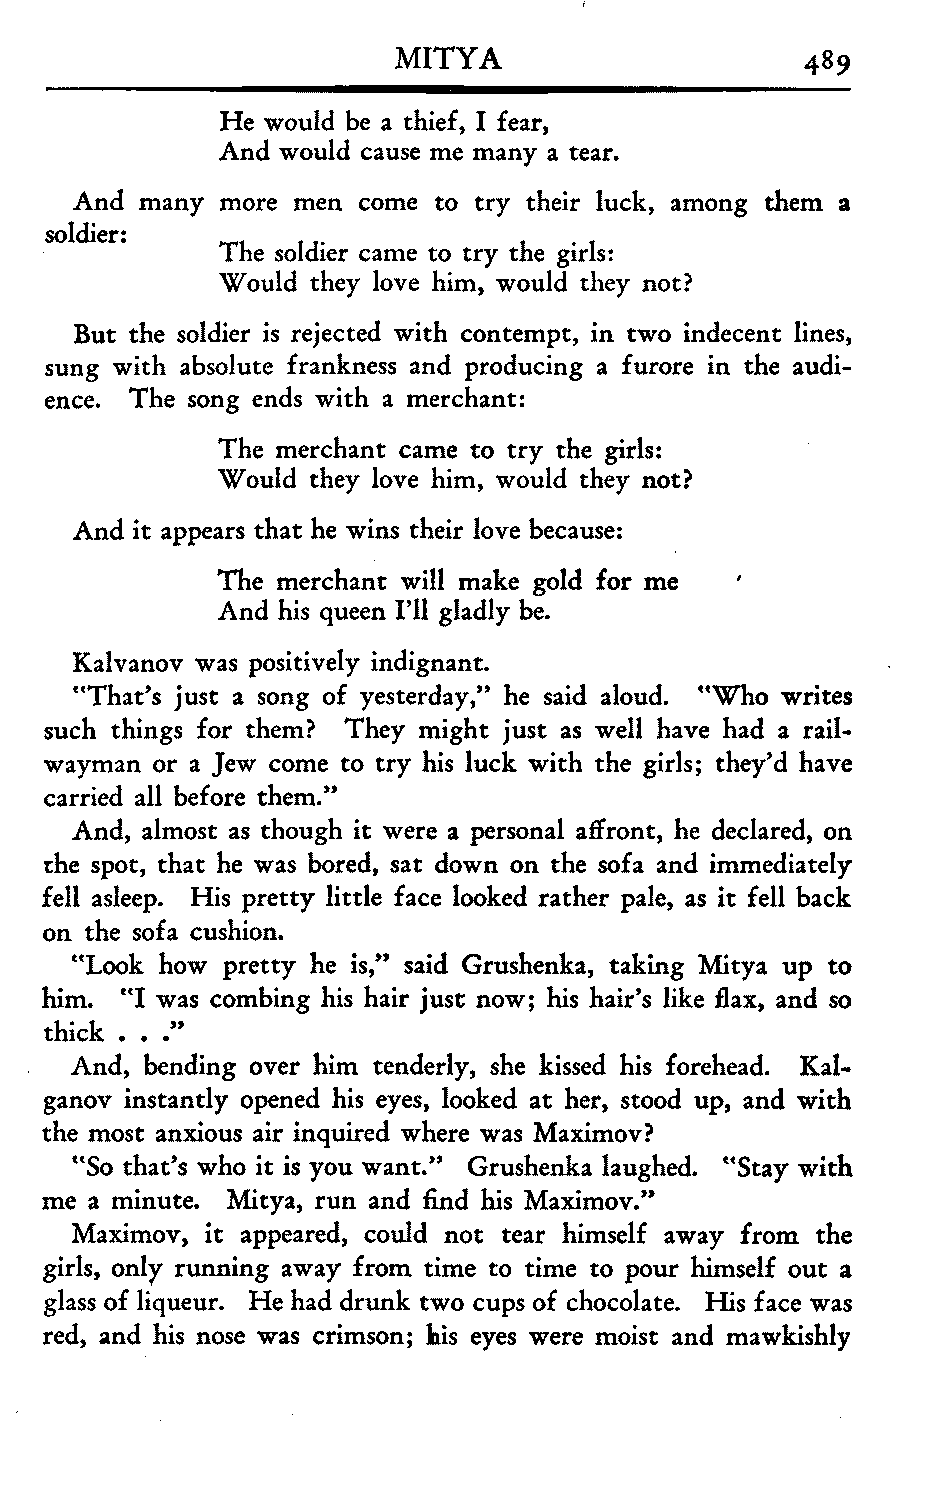 MITYA 489
He would be a thief, I fear,
And would cause me many a tear.
And many more men come to try their luck, among them a
soldier:
The soldier came to try the girls:
Would they love him, would they not?
But the soldier is rejected with contempt, in two indecent lines,
sung with absolute frankness and producing a furore in the audi-
ence. The song ends with a merchant:
The merchant came to try the girls:
Would they love him, would they not?
And it appears that he wins their love because:
The merchant will make gold for me
And his queen I'll gladly be.
Kalvanov was positively indignant.
"That's just a song of yesterday," he said aloud. "Who writes
such things for them? They might just as well have had a rail-
wayman or a Jew come to try his luck with the girls; they'd have
carried all before them."
And, almost as though it were a personal affront, he declared, on
the spot, that he was bored, sat down on the sofa and immediately
fell asleep. His pretty little face looked rather pale, as it fell back
on the sofa cushion.
"Look how pretty he is," said Grushenka, taking Mitya up to
him. "I was combing his hair just now; his hair's like flax, and so
thick . . ."
And, bending over him tenderly, she kissed his forehead. Kal-
ganov instantly opened his eyes, looked at her, stood up, and with
the most anxious air inquired where was Maximov?
"So that's who it is you want." Grushenka laughed. "Stay with
me a minute. Mitya, run and find his Maximov."
Maximov, it appeared, could not tear himself away from the
girls, only running away from time to time to pour himself out a
glass of liqueur. He had drunk two cups of chocolate. His face was
red, and his nose was crimson; his eyes were moist and mawkishly